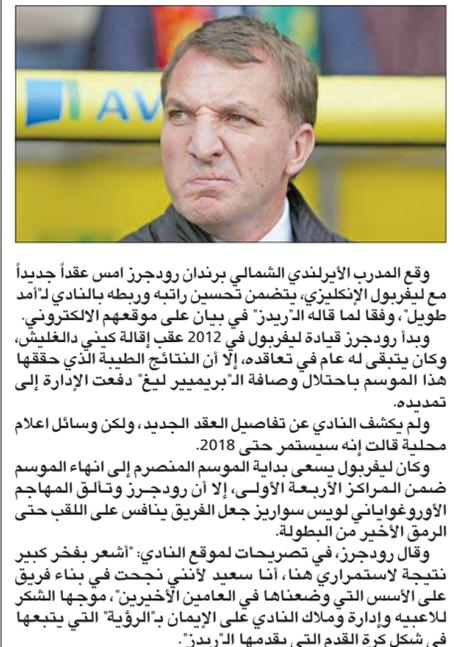 AV
وقع المدرب الأيرلندي الشمالي برندان رودجرز امس عقداً جديداً
مع ليفربول الإنكليزي، يتضمن تحسين راتبه وربطه بالنادي لـ"أمد
طويل"، وفقا لما قاله الـ"ريدز" في بيان على موقعهم الالكتروني.
وبدأ رودجرز قيادة ليفربول في 2012 عقب إقالة كيني دالغليش،
وكان يتبقى له عام في تعاقده، إلا أن النتائج الطيبة الذي حققها
هذا الموسم باحتلال وصافة الـ"بريميير ليغ" دفعت الإدارة إلى
تمديده.
ولم يكشف النادي عن تفاصيل العقد الجديد، ولكن وسائل اعلام
محلية قالت إنه سيستمر حتى 2018.
وكان ليفربول يسعى بداية الموسم المنصرم إلى انهاء الموسم
ضمن المراكز الأربعة الأولى، إلا أن رودجرز وتألق المهاجم
الأوروغواياني لويس سواريز جعل الفريق ينافس على اللقب حتى
الرمق الأخير من البطولة.
وقال رودجرز، في تصريحات لموقع النادي: "أشعر بفخر كبير
نتيجة لاستمراري هنا، أنا سعيد لأنني نجحت في بناء فريق
على الأسس التي وضعناها في العامين الأخيرين"، موجها الشكر
للاعبيه وإدارة وملاك النادي على الإيمان بـ"الرؤية" التي يتبعها
في شكل كرة القدم التي يقدمها الـ"ريدز".